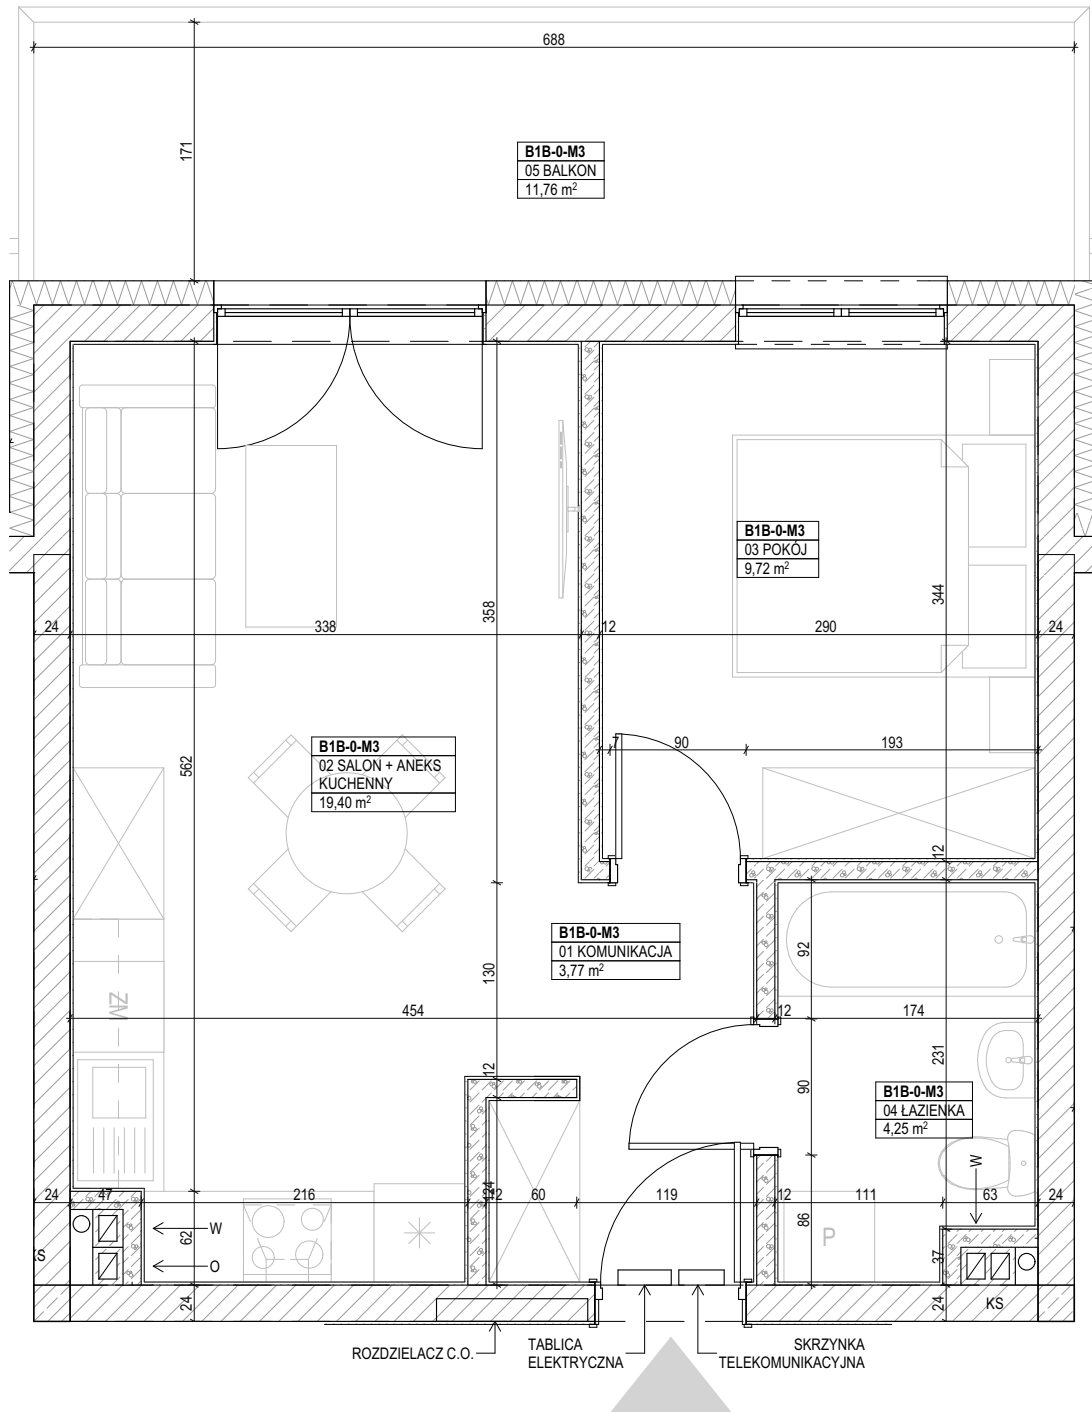 688
171
B1B-0-M3
05 BALKON
11,76 m²
B1B-0-M3
03 POKÓJ
9,72 m²
344
358
24
338
12
290
24
7
90
193
B1B-0-M3
02 SALON + ANEKS
KUCHENNY
19,40 m²
562
12
B1B-0-M3
01 KOMUNIKACJA
3,77 m²
92
130
ZM
454
12
174
231
12
90
B1B-0-M3
04 ŁAZIENKA
4,25 m²
W
24
47
216
12
60
119
12
111
63
24
62
W
O
86
P
37
KS
24
24
KS
ROZDZIELACZ C.O.
TABLICA
ELEKTRYCZNA
SKRZYNKA
TELEKOMUNIKACYJNA